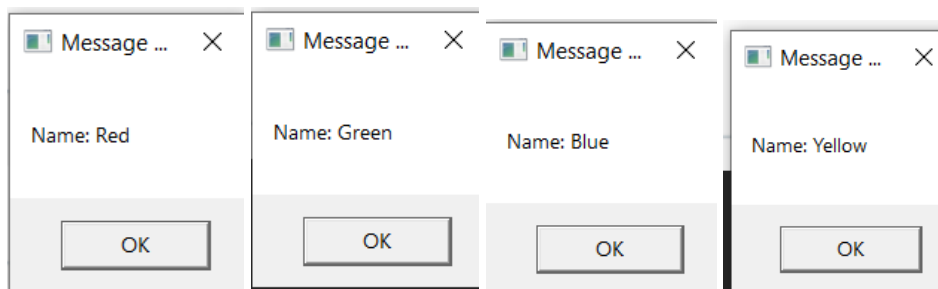 Message ...
Name: Red
OK
Message ...
Name: Green
OK
Message ...
Name: Blue
OK
Message ...
Name: Yellow
OK